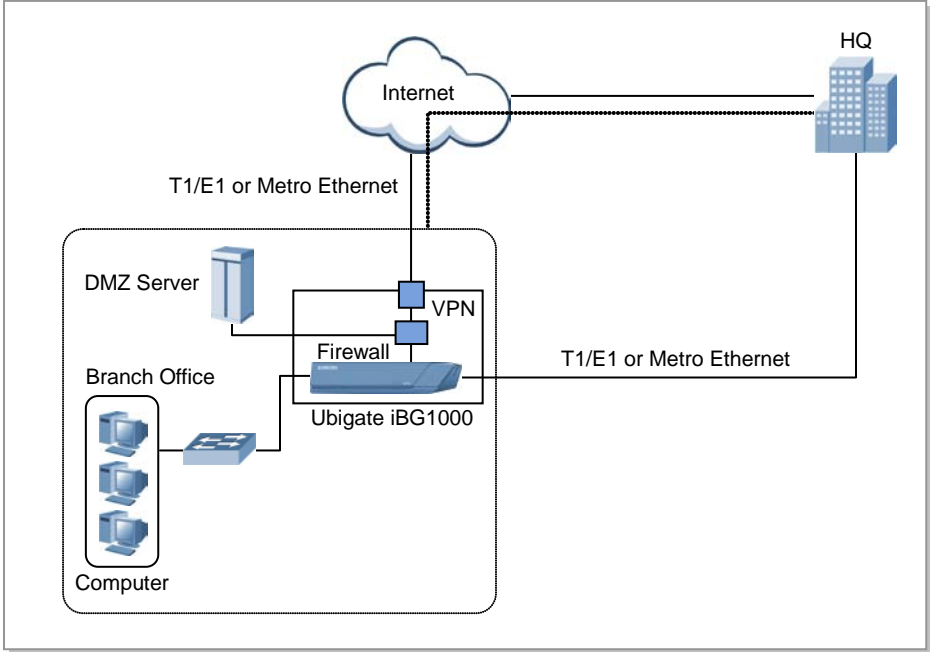 HQ
Internet
T1/E1 or Metro Ethernet
DMZ Server
VPN
Firewall
T1/E1 or Metro Ethernet
Branch Office
Ubigate iBG1000
Computer